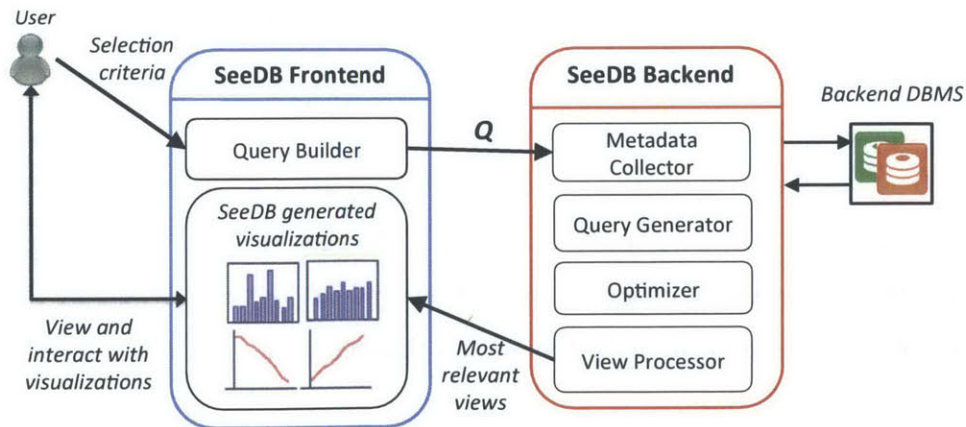 User
Selection
criteria
SeeDB Frontend
SeeDB Backend
Backend DBMS
Query Builder
Q
Metadata
Collector
SeeDB generated
visualizations
Query Generator
Optimizer
View and
interact with
visualizations
Most
relevant
views
View Processor